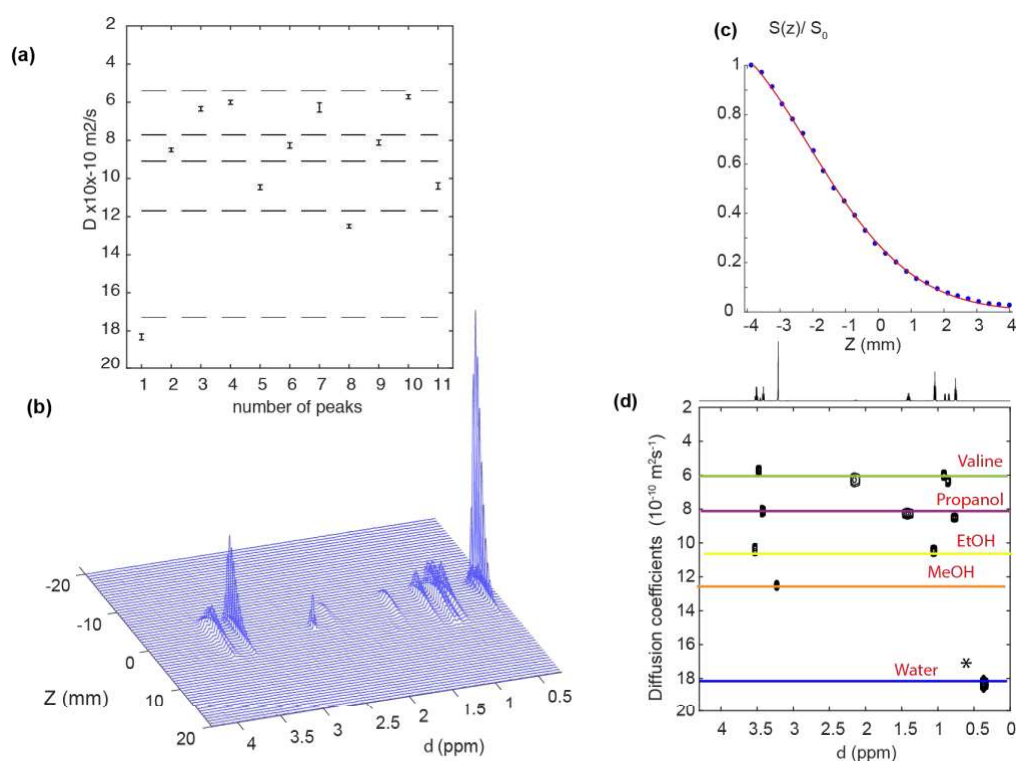 (a)
2
4
6
8
10
12
14
16
18
20
D x10x-10 m2/s
1 2 3 4 5 6 7 8 9 10 11
number of peaks
(b)
-20
-10
0
10
20
Z (mm)
4 3.5 3 2.5 2 1.5 1 0.5
d (ppm)
(c)
S(z)/ S0
1
0.8
0.6
0.4
0.2
0
-4 -3 -2 -1 0 1 2 3 4
Z (mm)
(d)
2
4
6
8
10
12
14
16
18
20
Diffusion coefficients (10-10 m2s-1)
Valine
Propanol
EtOH
MeOH
*
Water
3.5 3 2.5 2 1.5 1 0.5 0
d (ppm)